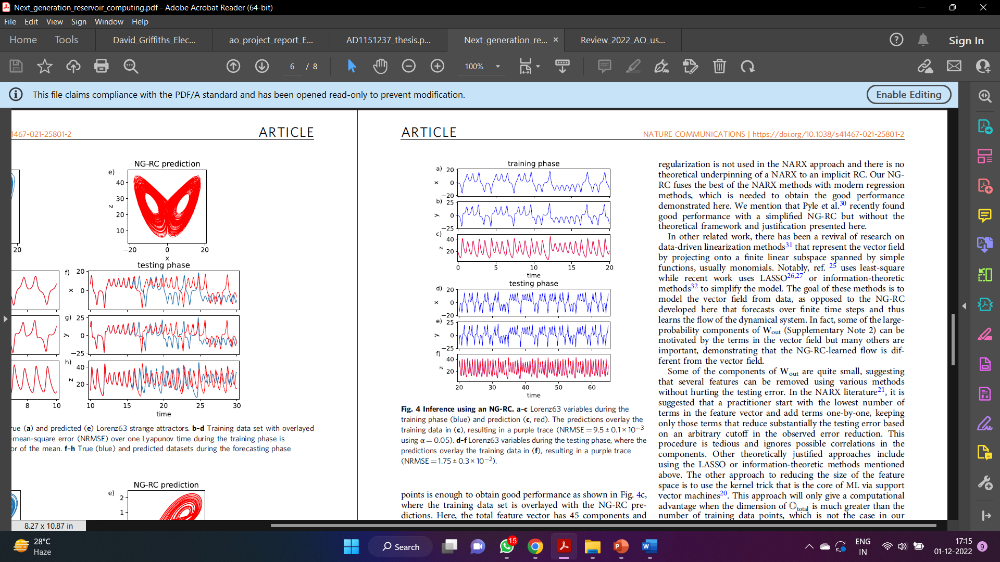 Next_generation_reservoir_computing.pdf - Adobe Acrobat Reader (64-bit)
File Edit View Sign Window Help
Home Tools David_Griffiths_Elec... ao_project_report_E... AD1151237_thesis.p... Next_generation_re... × Review_2022_AO_us... Sign In
6 / 8 100%
This file claims compliance with the PDF/A standard and has been opened read-only to prevent modification. Enable Editing
1467-021-25801-2 ARTICLE
NG-RC prediction
e)
40
30
z
20
10
20 −20 0 20
x
testing phase
f) 20
x 0
g) 25
y 0
−25
h) 40
z 20
8 10 10 15 20 25 30
time
rue (a) and predicted (e) Lorenz63 strange attractors. b-d Training data set with overlayed
-mean-square error (NRMSE) over one Lyapunov time during the training phase is
or of the mean. f-h True (blue) and predicted datasets during the forecasting phase
NG-RC prediction
e)
2
1
8.27 x 10.87 in
ARTICLE NATURE COMMUNICATIONS | https://doi.org/10.1038/s41467-021-25801-2
training phase
a) 20
x 0
−20
b) 25
y 0
−25
c) 40
z 20
0 5 10 15 20
time
testing phase
d) 20
x 0
−20
e) 25
y 0
−25
f) 40
z 20
20 30 40 50 60
time
Fig. 4 Inference using an NG-RC. a-c Lorenz63 variables during the
training phase (blue) and prediction (c, red). The predictions overlay the
training data in (c), resulting in a purple trace (NRMSE = 9.5 ± 0.1 × 10−3
using α = 0.05). d-f Lorenz63 variables during the testing phase, where the
predictions overlay the training data in (f), resulting in a purple trace
(NRMSE = 1.75 ± 0.3 × 10−2).
points is enough to obtain good performance as shown in Fig. 4c,
where the training data set is overlayed with the NG-RC pre-
dictions. Here, the total feature vector has 45 components and
regularization is not used in the NARX approach and there is no
theoretical underpinning of a NARX to an implicit RC. Our NG-
RC fuses the best of the NARX methods with modern regression
methods, which is needed to obtain the good performance
demonstrated here. We mention that Pyle et al.30 recently found
good performance with a simplified NG-RC but without the
theoretical framework and justification presented here.
In other related work, there has been a revival of research on
data-driven linearization methods31 that represent the vector field
by projecting onto a finite linear subspace spanned by simple
functions, usually monomials. Notably, ref. 25 uses least-square
while recent work uses LASSO26,27 or information-theoretic
methods32 to simplify the model. The goal of these methods is to
model the vector field from data, as opposed to the NG-RC
developed here that forecasts over finite time steps and thus
learns the flow of the dynamical system. In fact, some of the large-
probability components of Wout (Supplementary Note 2) can be
motivated by the terms in the vector field but many others are
important, demonstrating that the NG-RC-learned flow is dif-
ferent from the vector field.
Some of the components of Wout are quite small, suggesting
that several features can be removed using various methods
without hurting the testing error. In the NARX literature21, it is
suggested that a practitioner start with the lowest number of
terms in the feature vector and add terms one-by-one, keeping
only those terms that reduce substantially the testing error based
on an arbitrary cutoff in the observed error reduction. This
procedure is tedious and ignores possible correlations in the
components. Other theoretically justified approaches include
using the LASSO or information-theoretic methods mentioned
above. The other approach to reducing the size of the feature
space is to use the kernel trick that is the core of ML via support
vector machines20. This approach will only give a computational
advantage when the dimension of 𝕆total is much greater than the
number of training data points, which is not the case in our
28°C
Haze
Search
15
ENG
IN
17:15
01-12-2022
9